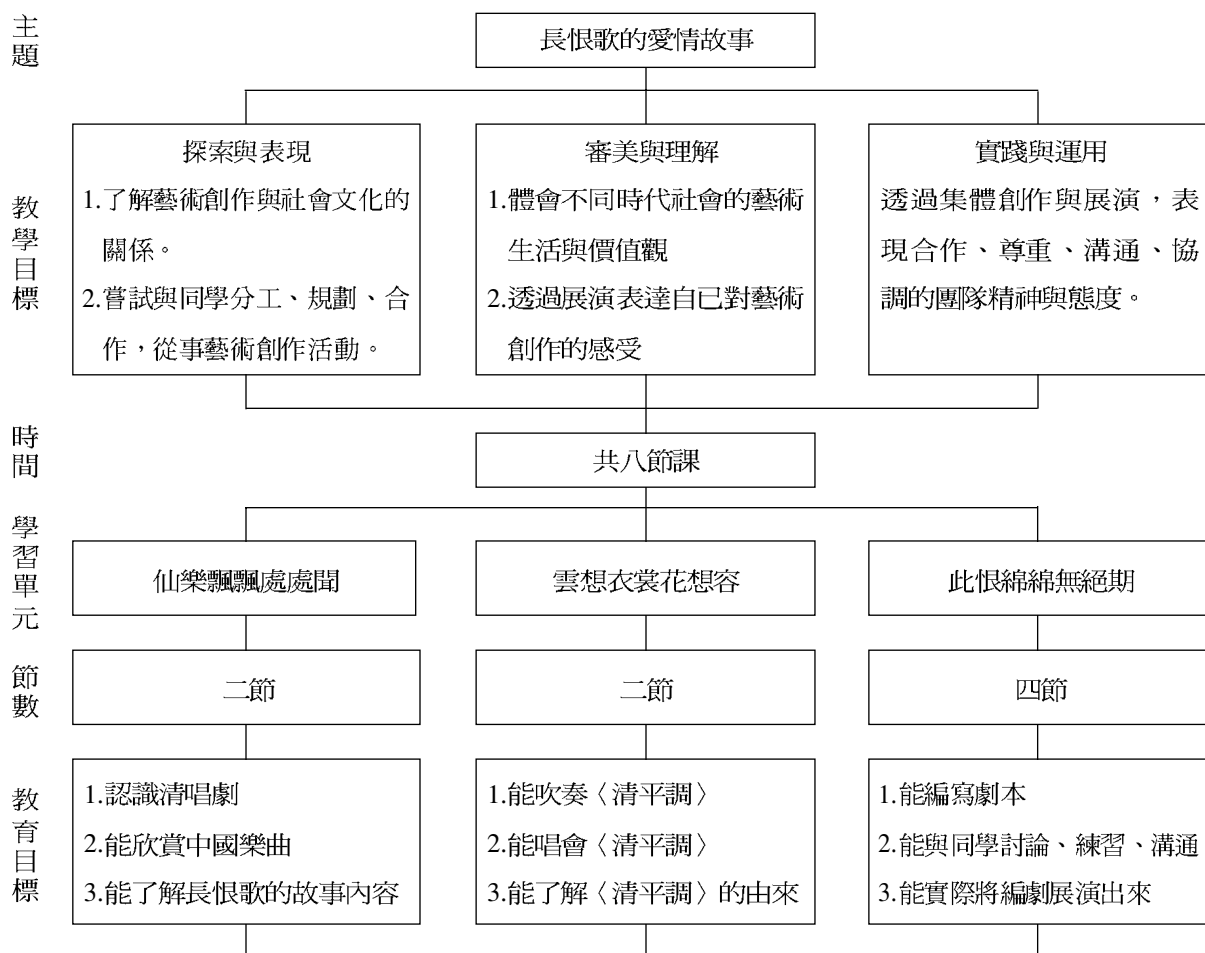 主題
長恨歌的愛情故事
教學目標
探索與表現
1.了解藝術創作與社會文化的
關係。
2.嘗試與同學分工、規劃、合
作，從事藝術創作活動。
審美與理解
1.體會不同時代社會的藝術
生活與價值觀
2.透過展演表達自已對藝術
創作的感受
實踐與運用
透過集體創作與展演，表
現合作、尊重、溝通、協
調的團隊精神與態度。
時間
共八節課
學習單元
仙樂飄飄處處聞
雲想衣裳花想容
此恨綿綿無絕期
節數
二節
二節
四節
教育目標
1.認識清唱劇
2.能欣賞中國樂曲
3.能了解長恨歌的故事內容
1.能吹奏〈清平調〉
2.能唱會〈清平調〉
3.能了解〈清平調〉的由來
1.能編寫劇本
2.能與同學討論、練習、溝通
3.能實際將編劇展演出來